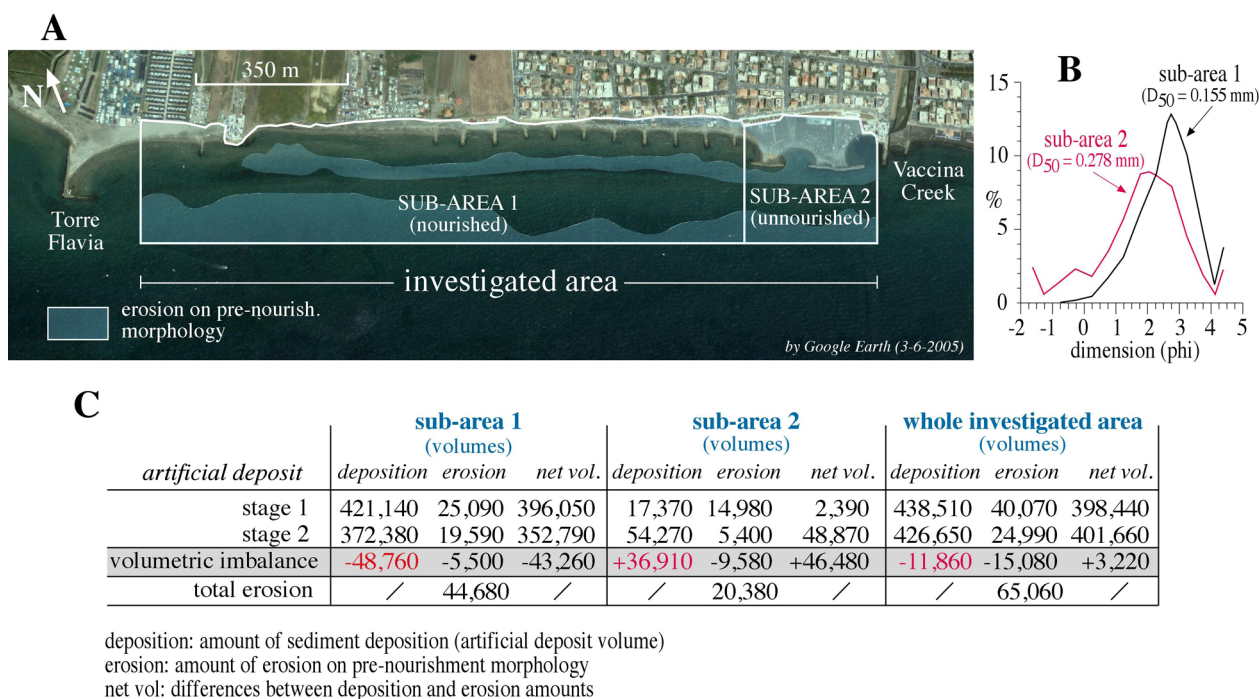 A
N
350 m
Torre
Flavia
SUB-AREA 1
(nourished)
SUB-AREA 2
(unnourished)
Vaccina
Creek
investigated area
erosion on pre-nourish.
morphology
by Google Earth (3-6-2005)
B
sub-area 1
(D50 = 0.155 mm)
sub-area 2
(D50 = 0.278 mm)
15
10
%
5
0
-2 -1 0 1 2 3 4 5
dimension (phi)
C
sub-area 1 sub-area 2 whole investigated area
(volumes) (volumes) (volumes)
artificial deposit deposition erosion net vol. deposition erosion net vol. deposition erosion net vol.
stage 1 421,140 25,090 396,050 17,370 14,980 2,390 438,510 40,070 398,440
stage 2 372,380 19,590 352,790 54,270 5,400 48,870 426,650 24,990 401,660
volumetric imbalance -48,760 -5,500 -43,260 +36,910 -9,580 +46,480 -11,860 -15,080 +3,220
total erosion / 44,680 / / 20,380 / / 65,060 /
deposition: amount of sediment deposition (artificial deposit volume)
erosion: amount of erosion on pre-nourishment morphology
net vol: differences between deposition and erosion amounts